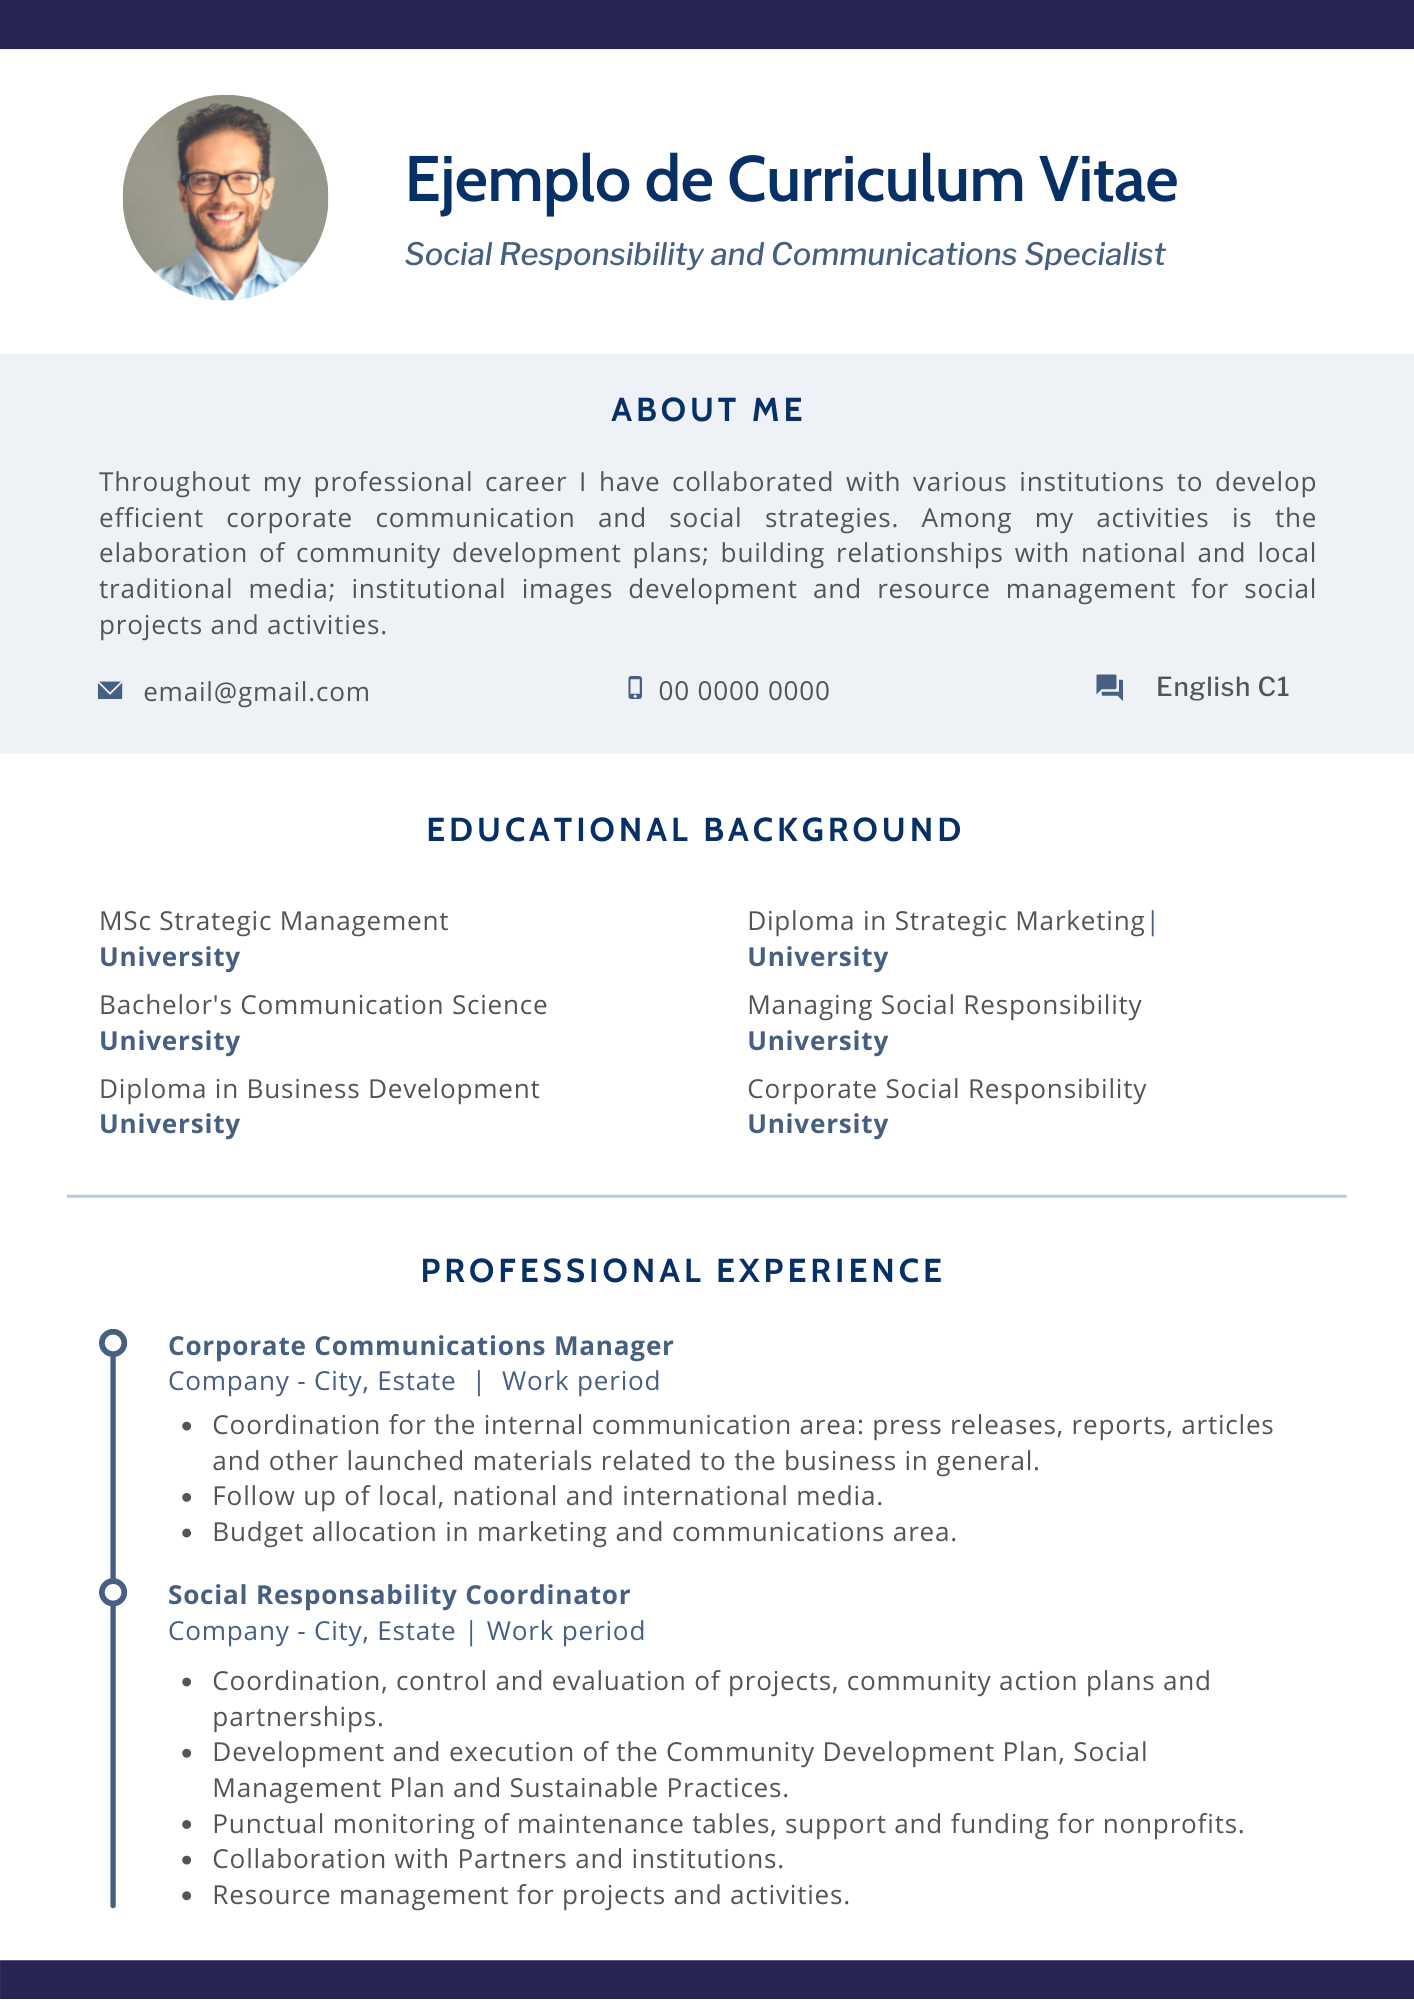 Ejemplo de Curriculum Vitae
Social Responsibility and Communications Specialist
ABOUT ME
Throughout my professional career I have collaborated with various institutions to develop
efficient corporate communication and social strategies. Among my activities is the
elaboration of community development plans; building relationships with national and local
traditional media; institutional images development and resource management for social
projects and activities.
email@gmail.com
00 0000 0000
English C1
EDUCATIONAL BACKGROUND
MSc Strategic Management
University
Bachelor's Communication Science
University
Diploma in Business Development
University
Diploma in Strategic Marketing|
University
Managing Social Responsibility
University
Corporate Social Responsibility
University
PROFESSIONAL EXPERIENCE
Corporate Communications Manager
Company - City, Estate | Work period
• Coordination for the internal communication area: press releases, reports, articles
and other launched materials related to the business in general.
• Follow up of local, national and international media.
• Budget allocation in marketing and communications area.
Social Responsability Coordinator
Company - City, Estate | Work period
• Coordination, control and evaluation of projects, community action plans and
partnerships.
• Development and execution of the Community Development Plan, Social
Management Plan and Sustainable Practices.
• Punctual monitoring of maintenance tables, support and funding for nonprofits.
• Collaboration with Partners and institutions.
• Resource management for projects and activities.